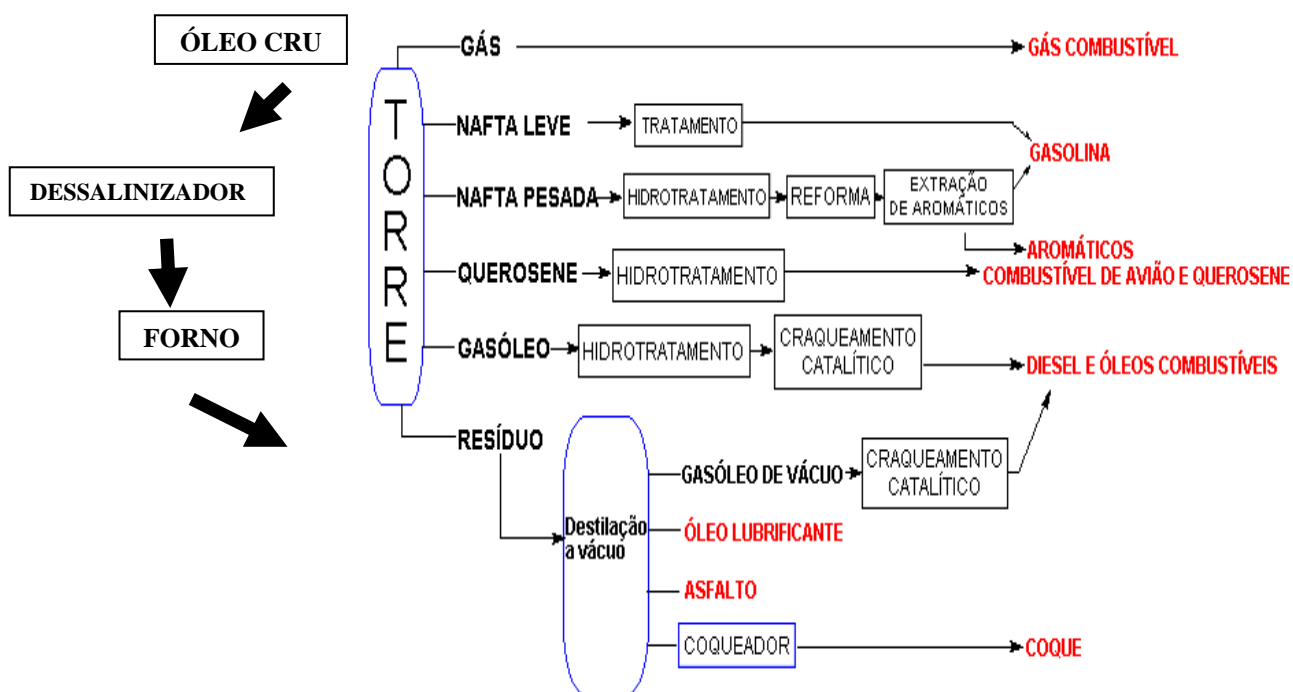 ÓLEO CRU
DESSALINIZADOR
FORNO
TORRE
GÁS
GÁS COMBUSTÍVEL
NAFTA LEVE
TRATAMENTO
GASOLINA
NAFTA PESADA
HIDROTRATAMENTO
REFORMA
EXTRAÇÃO
DE AROMÁTICOS
AROMÁTICOS
QUEROSENE
HIDROTRATAMENTO
COMBUSTÍVEL DE AVIÃO E QUEROSENE
GASÓLEO
HIDROTRATAMENTO
CRAQUEAMENTO
CATALÍTICO
DIESEL E ÓLEOS COMBUSTÍVEIS
RESÍDUO
Destilação
a vácuo
GASÓLEO DE VÁCUO
CRAQUEAMENTO
CATALÍTICO
ÓLEO LUBRIFICANTE
ASFALTO
COQUEADOR
COQUE